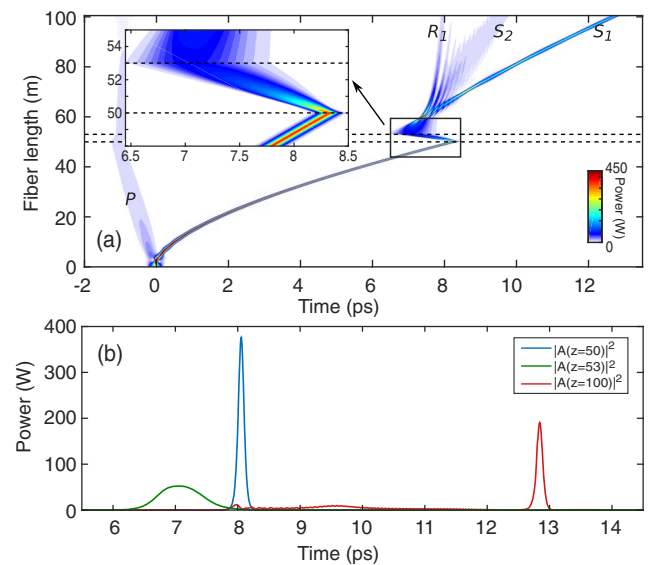 R1 S2 S1
55
53
52
50
47
6.5 7 7.5 8 8.5
100
80
60
40
20
0
Fiber length (m)
P
(a)
450
0
Power (W)
-2 0 2 4 6 8 10 12
Time (ps)
(b)
|A(z=50)|²
|A(z=53)|²
|A(z=100)|²
400
300
200
100
0
Power (W)
6 7 8 9 10 11 12 13 14
Time (ps)